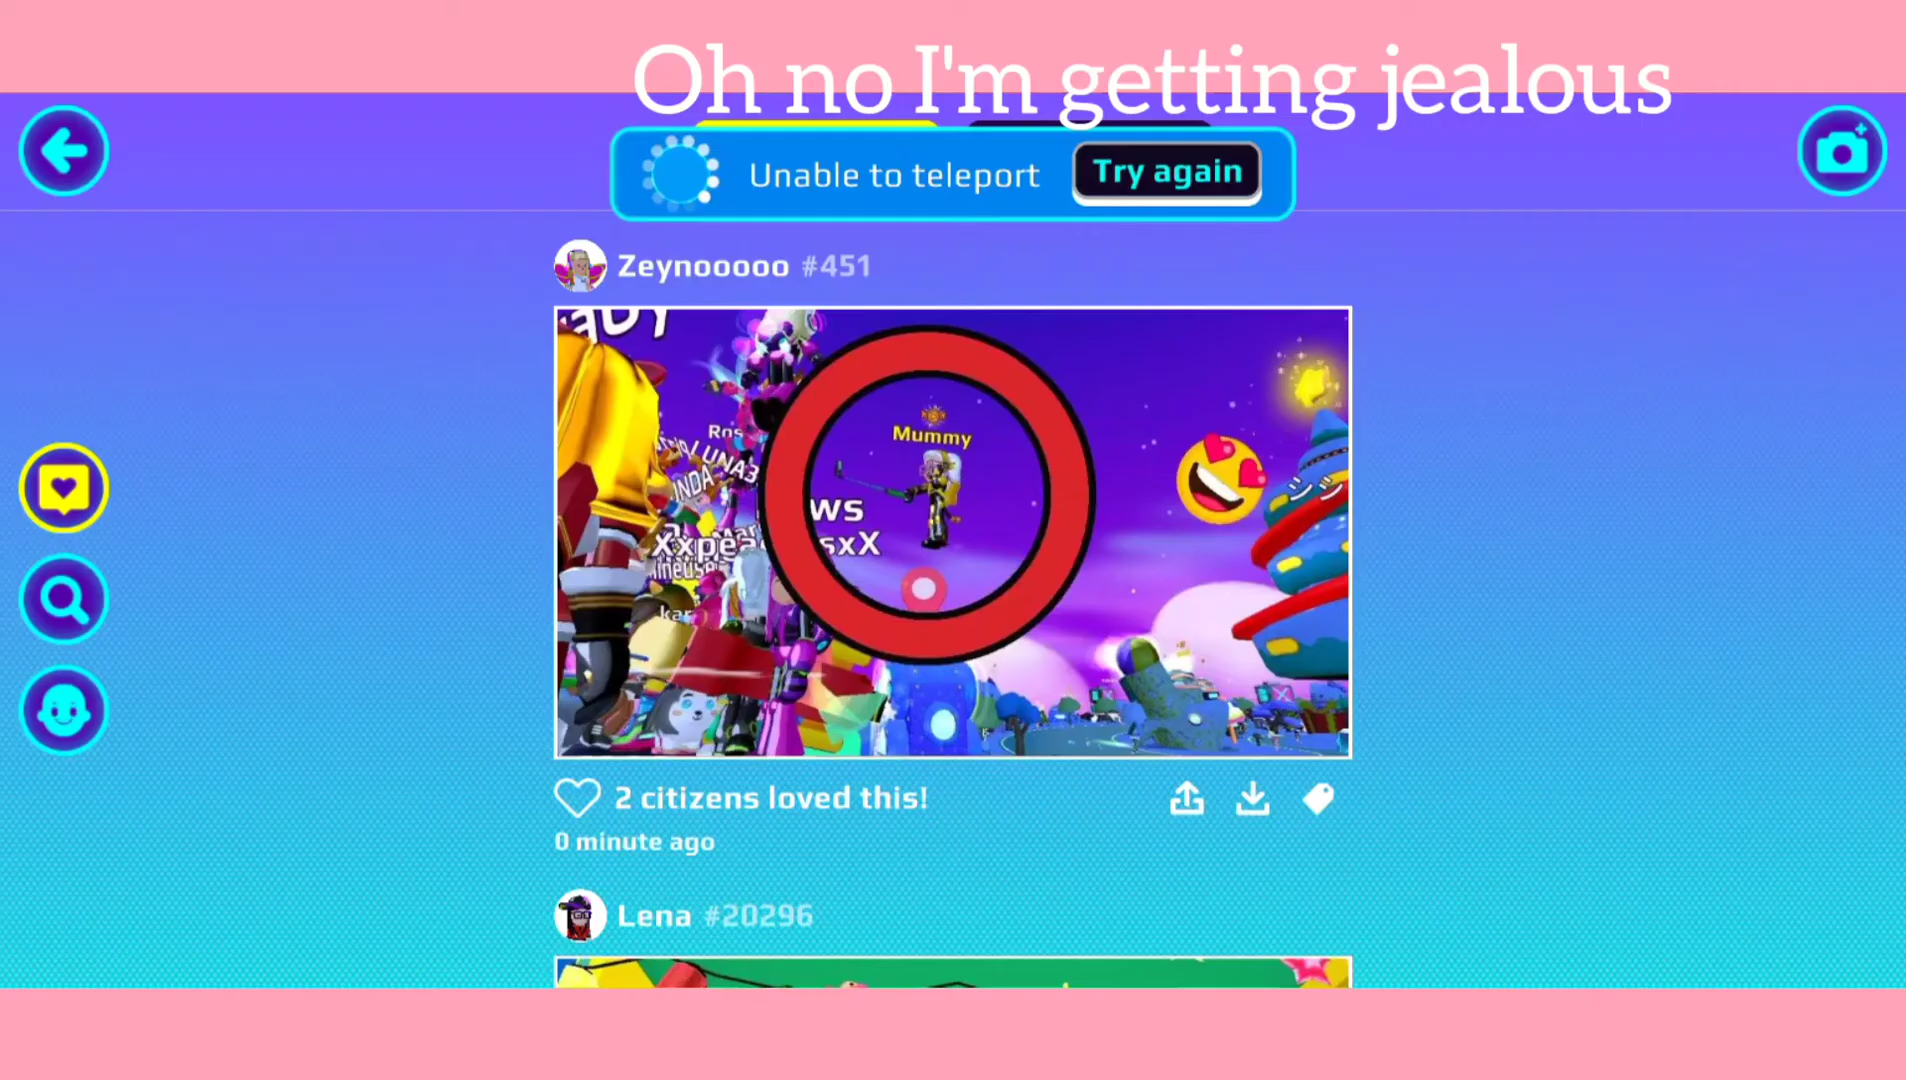 Oh no I'm getting jealous
Unable to teleport
Try again
Zeynooooo #451
Mummy
LUNA3
WS
2 citizens loved this!
0 minute ago
Lena #20296